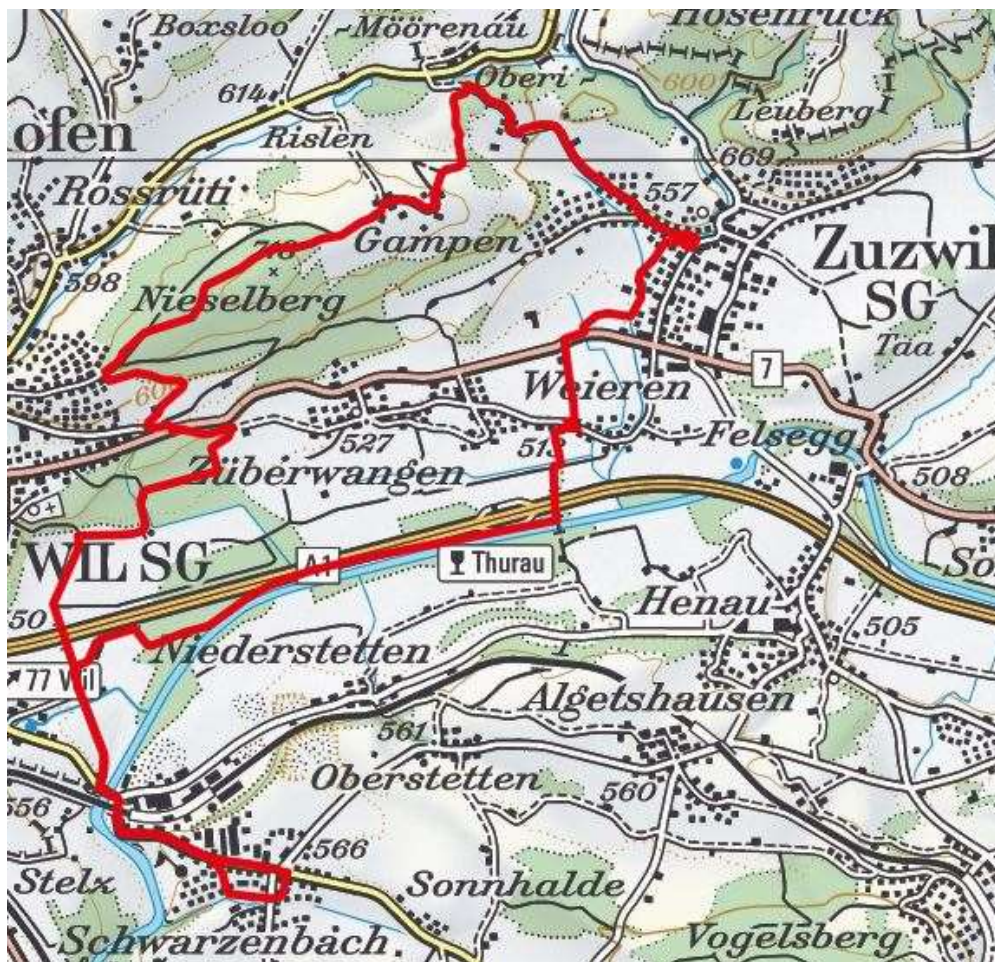 Boxsloo
Möörenau
Hosenruck
Oberi
600
614
Leuberg
ofen
Rislen
669
Rossrüti
557
Gampen
Zuzwil
SG
598
Nieselberg
Taa
7
60
Weieren
527
513
Felsegg
Züberwangen
508
WIL SG
A1
Thurau
So
50
Henau
505
Niederstetten
77 Wil
Algetshausen
561
Oberstetten
560
556
566
Stelz
Sonnhalde
Schwarzenbach
Vogelsberg